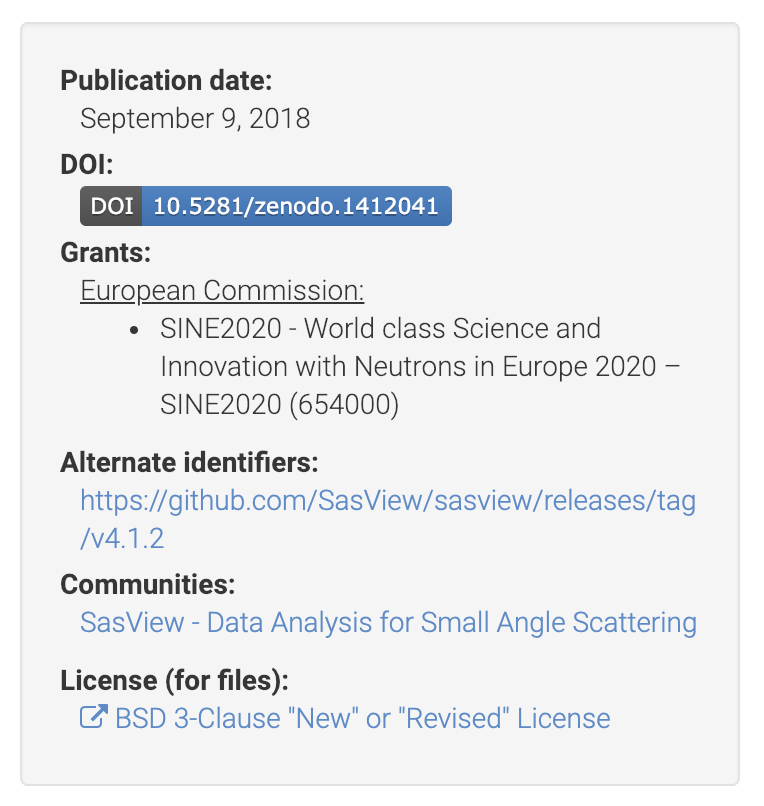 Publication date:
September 9, 2018
DOI:
DOI 10.5281/zenodo.1412041
Grants:
European Commission:
• SINE2020 - World class Science and
Innovation with Neutrons in Europe 2020 –
SINE2020 (654000)
Alternate identifiers:
https://github.com/SasView/sasview/releases/tag
/v4.1.2
Communities:
SasView - Data Analysis for Small Angle Scattering
License (for files):
BSD 3-Clause "New" or "Revised" License